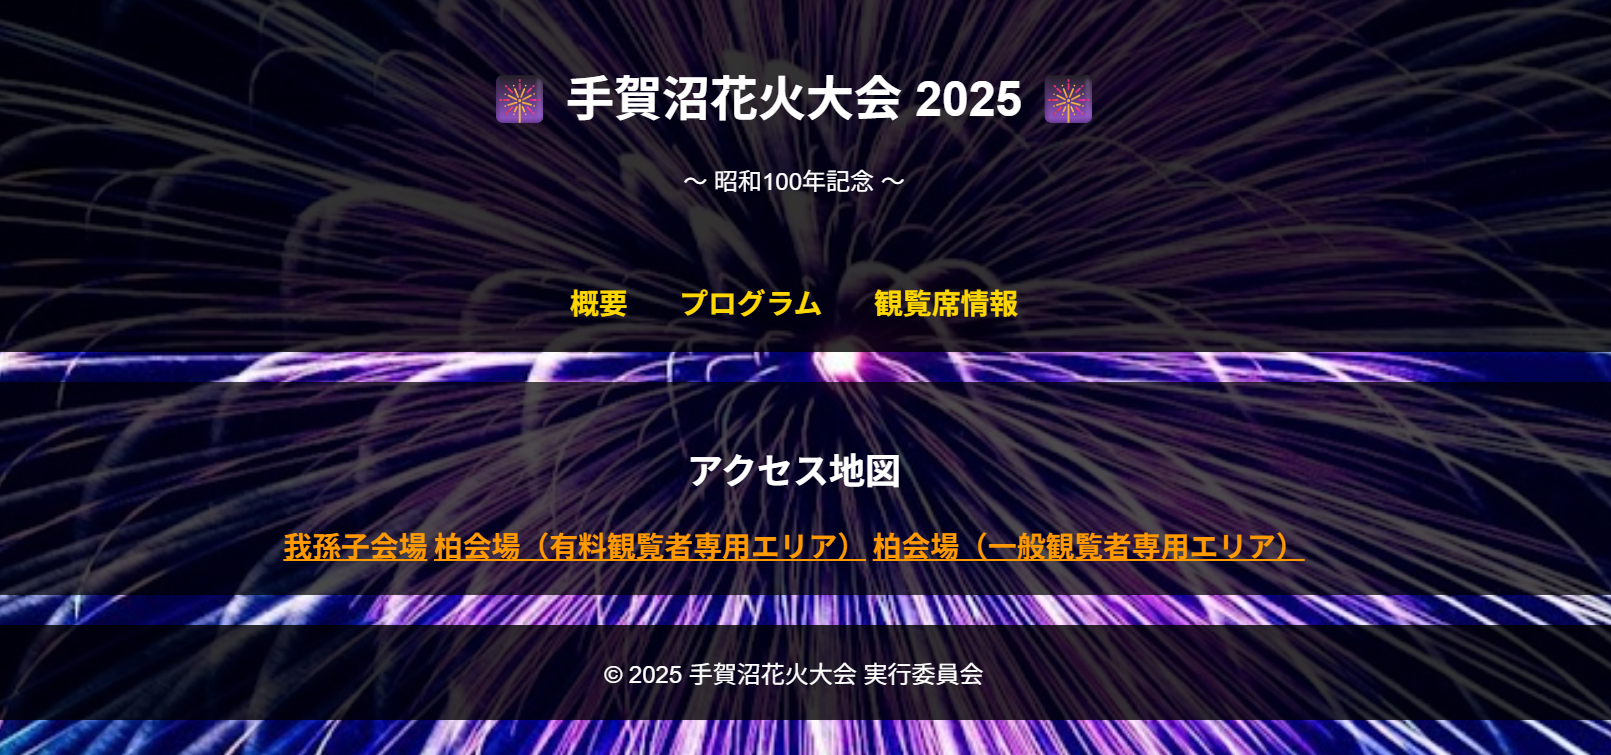 🎆 手賀沼花火大会 2025 🎆
〜 昭和100年記念 〜
概要 プログラム 観覧席情報
アクセス地図
我孫子会場 柏会場（有料観覧者専用エリア） 柏会場（一般観覧者専用エリア）
© 2025 手賀沼花火大会 実行委員会